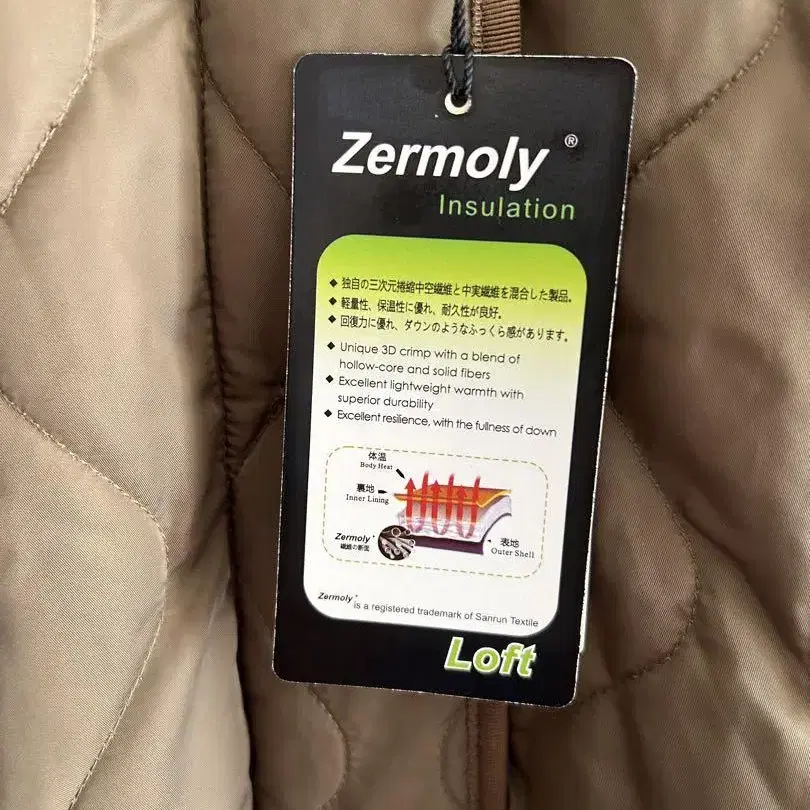 Zermoly ®
Insulation
◆ 独自の三次元捲縮中空繊維と中実繊維を混合した製品。
◆ 軽量性、保温性に優れ、耐久性が良好。
◆ 回復力に優れ、ダウンのようなふっくら感があります。
◆ Unique 3D crimp with a blend of
hollow-core and solid fibers
◆ Excellent lightweight warmth with
superior durability
◆ Excellent resilience, with the fullness of down
体温
Body Heat
裏地
Inner Lining
Zermoly
繊維の断面
表地
Outer Shell
Zermoly is a registered trademark of Sanrun Textile
Loft